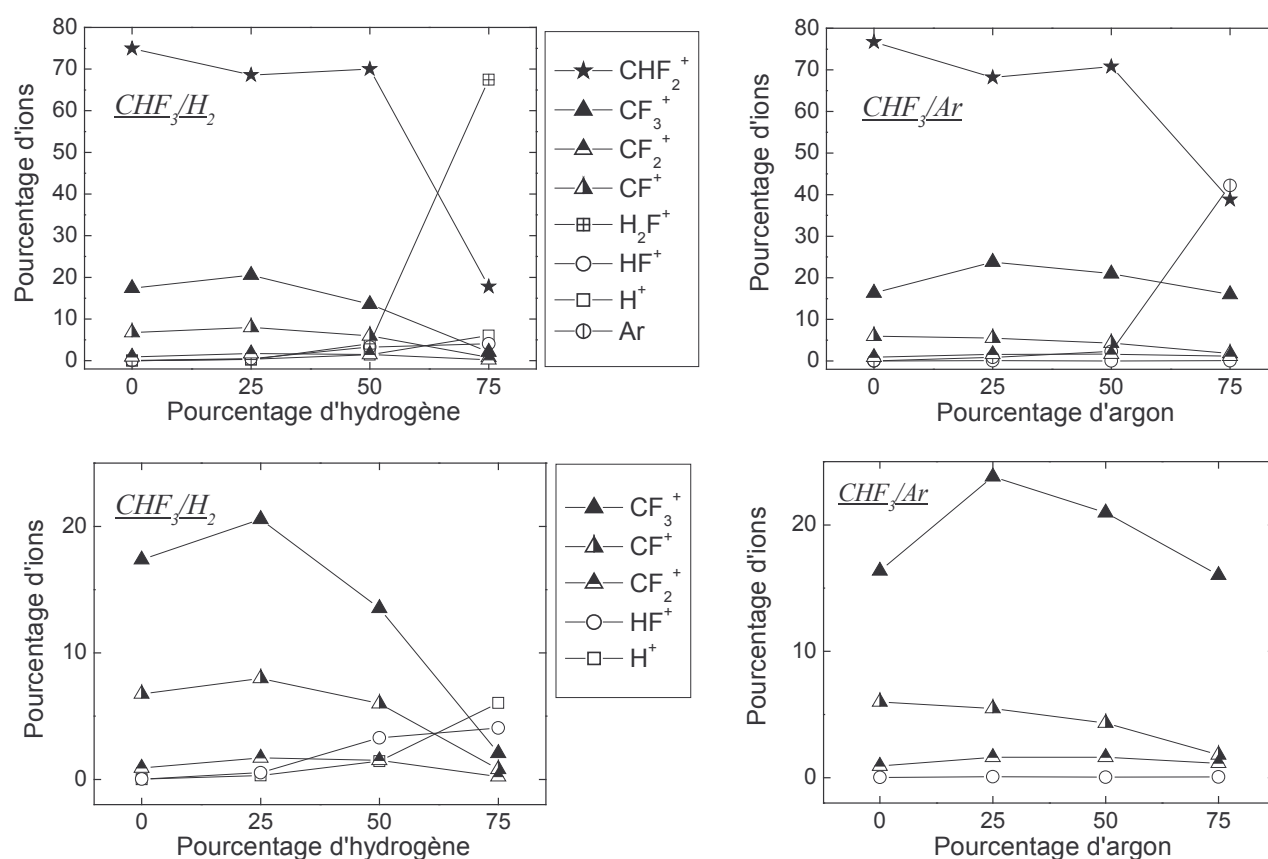 80
70
60
50
40
30
20
10
0
Pourcentage d'ions
CHF₃/H₂
0 25 50 75
Pourcentage d'hydrogène
CHF₂⁺
CF₃⁺
CF₂⁺
CF⁺
H₂F⁺
HF⁺
H⁺
Ar
80
70
60
50
40
30
20
10
0
Pourcentage d'ions
CHF₃/Ar
0 25 50 75
Pourcentage d'argon
20
10
0
Pourcentage d'ions
CHF₃/H₂
0 25 50 75
Pourcentage d'hydrogène
CF₃⁺
CF⁺
CF₂⁺
HF⁺
H⁺
20
10
0
Pourcentage d'ions
CHF₃/Ar
0 25 50 75
Pourcentage d'argon